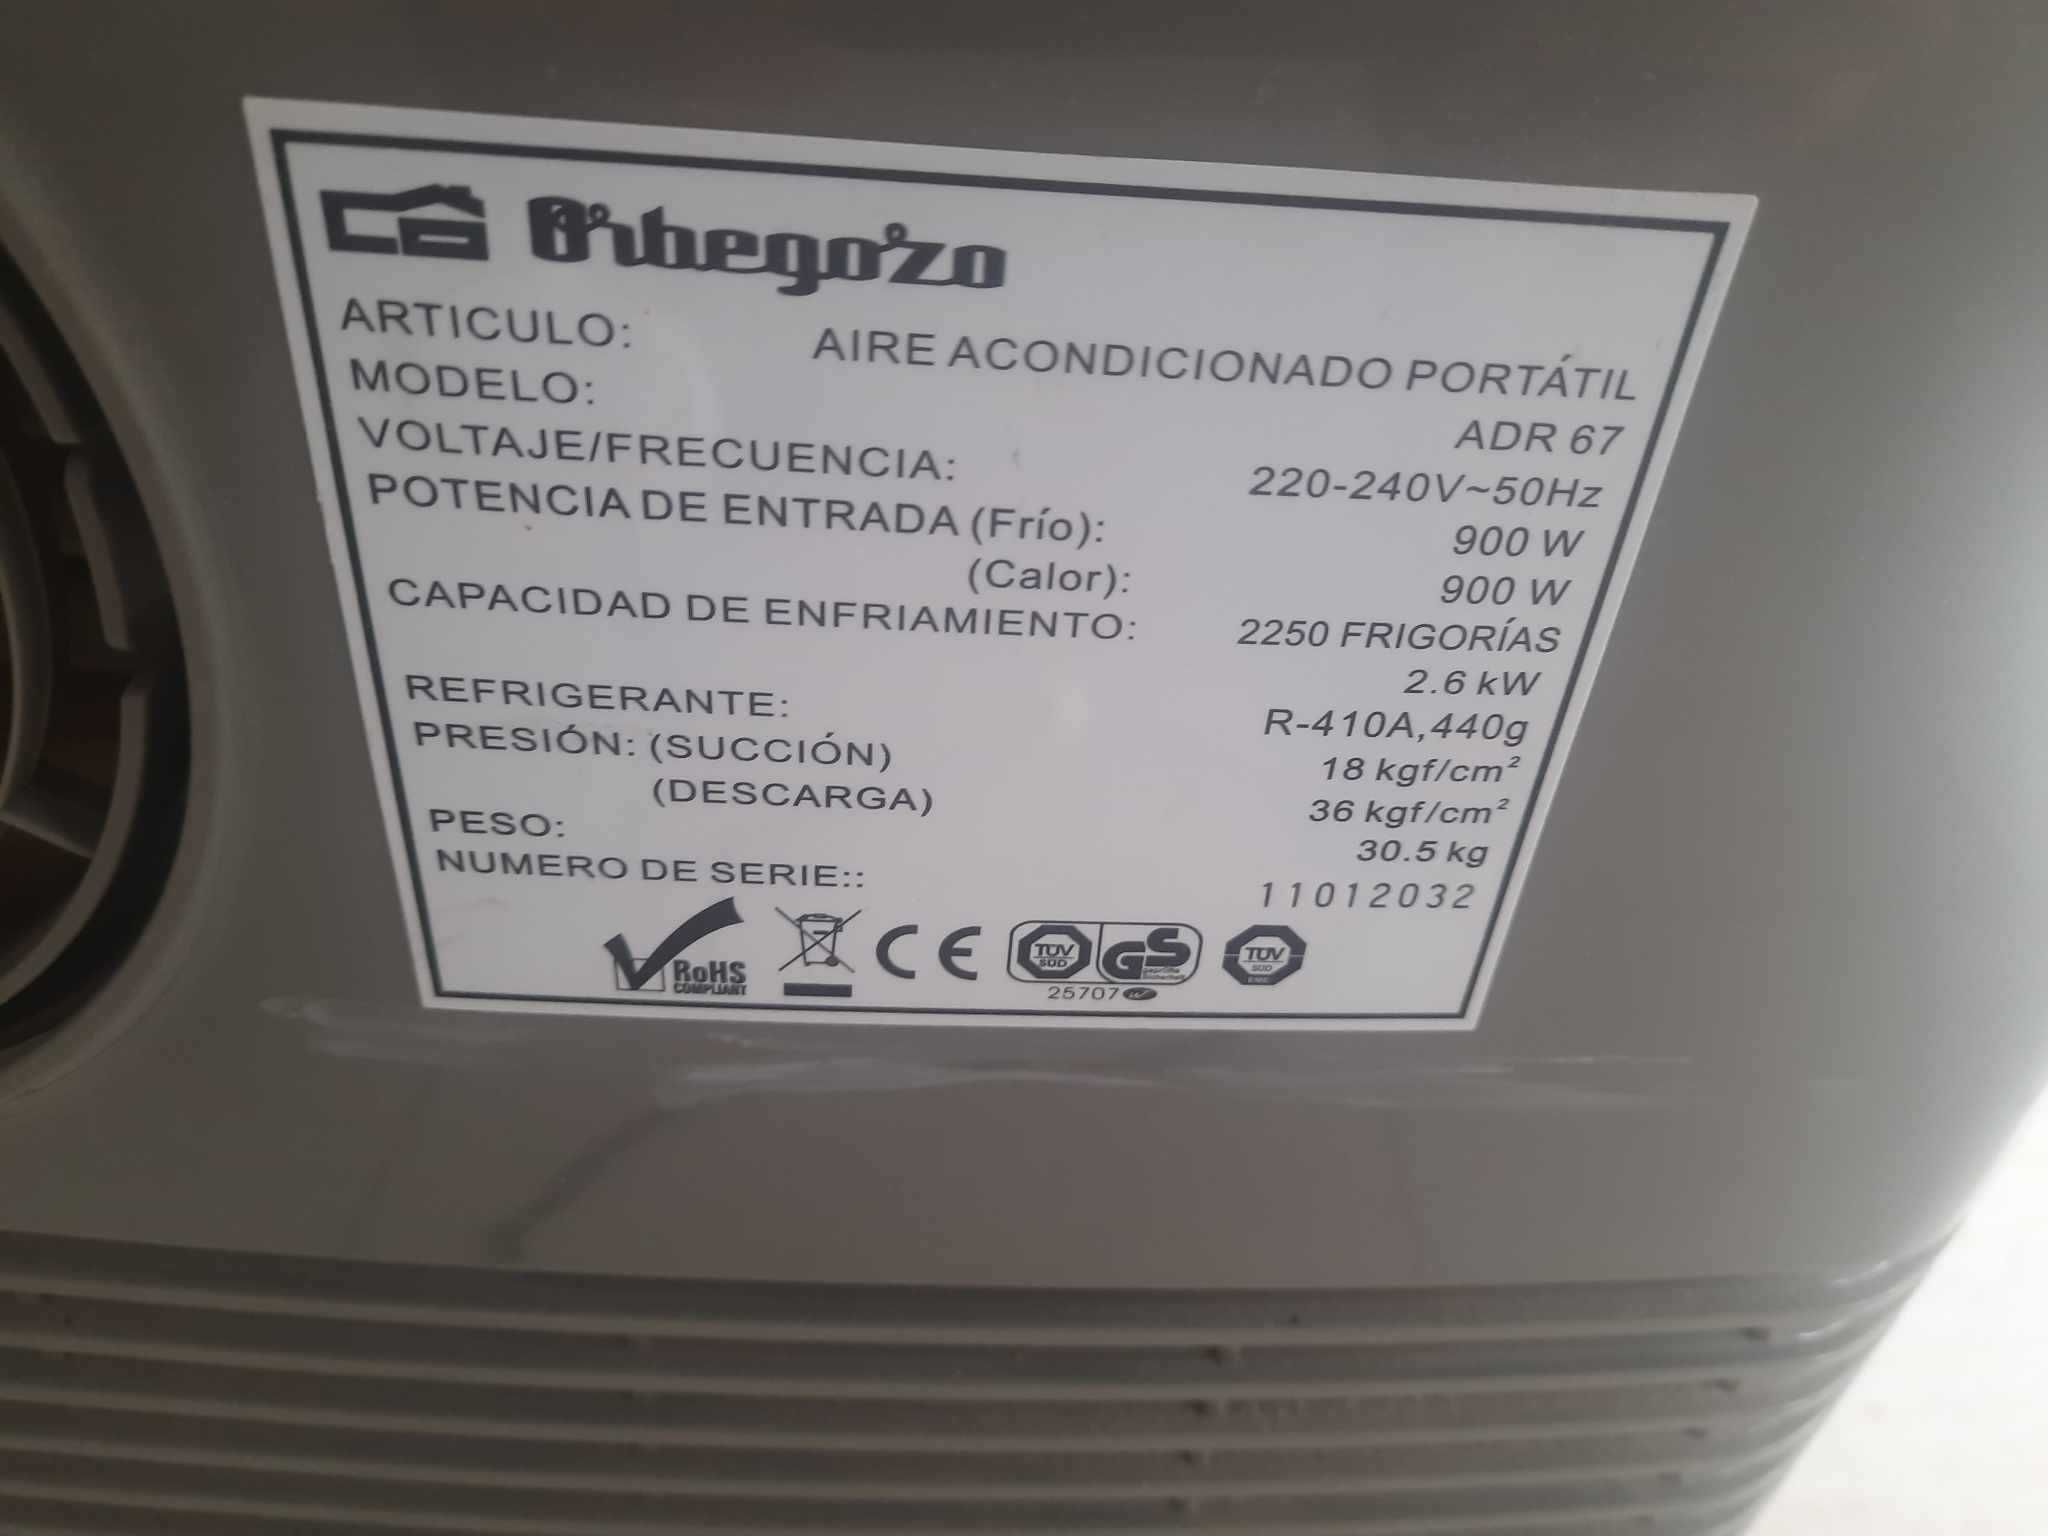 Orbegozo
ARTICULO: AIRE ACONDICIONADO PORTÁTIL
MODELO: ADR 67
VOLTAJE/FRECUENCIA: 220-240V~50Hz
POTENCIA DE ENTRADA (Frío): 900 W
(Calor): 900 W
CAPACIDAD DE ENFRIAMIENTO: 2250 FRIGORÍAS
2.6 kW
REFRIGERANTE: R-410A,440g
PRESIÓN: (SUCCIÓN) 18 kgf/cm²
(DESCARGA) 36 kgf/cm²
PESO: 30.5 kg
NUMERO DE SERIE:: 11012032
RoHS
COMPLIANT
CE
TÜV
SÜD
GS
geprüfte
Sicherheit
25707
TÜV
SÜD
EMC